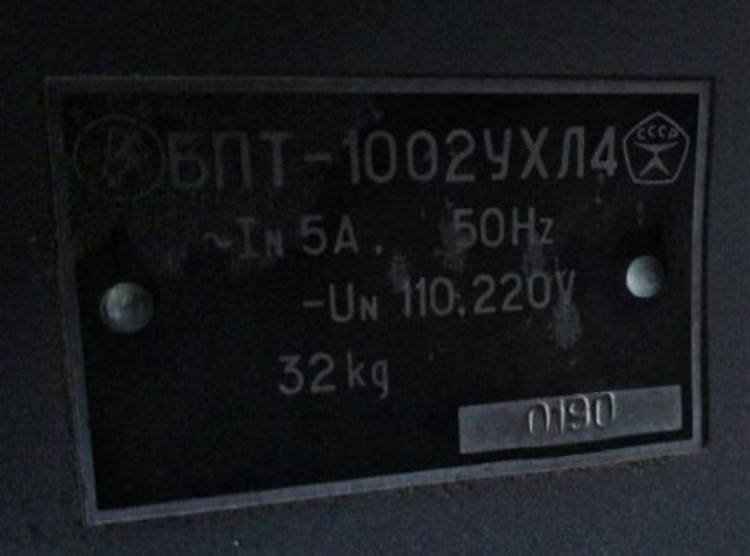 БПТ-1002УХЛ4 СССР
~IN 5A. 50Hz
-UN 110.220V
32kg
0190